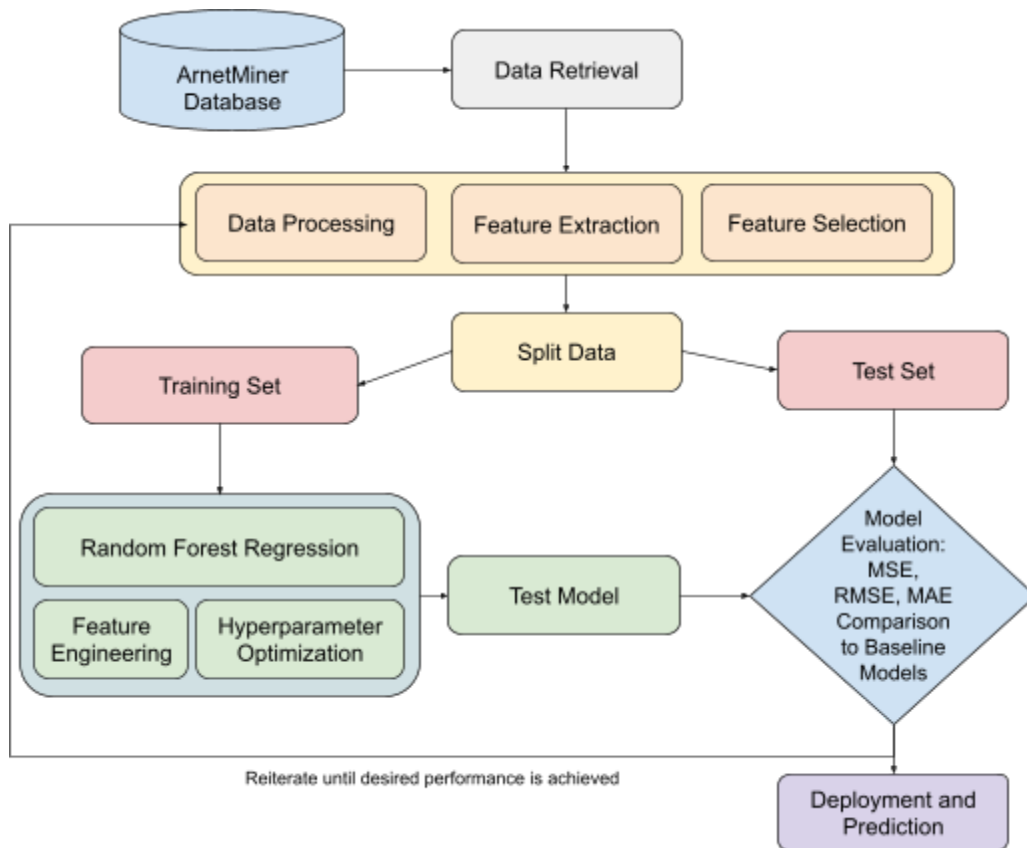 ArnetMiner
Database
Data Retrieval
Data Processing
Feature Extraction
Feature Selection
Split Data
Training Set
Test Set
Random Forest Regression
Feature
Engineering
Hyperparameter
Optimization
Test Model
Model
Evaluation:
MSE,
RMSE, MAE
Comparison
to Baseline
Models
Reiterate until desired performance is achieved
Deployment and
Prediction